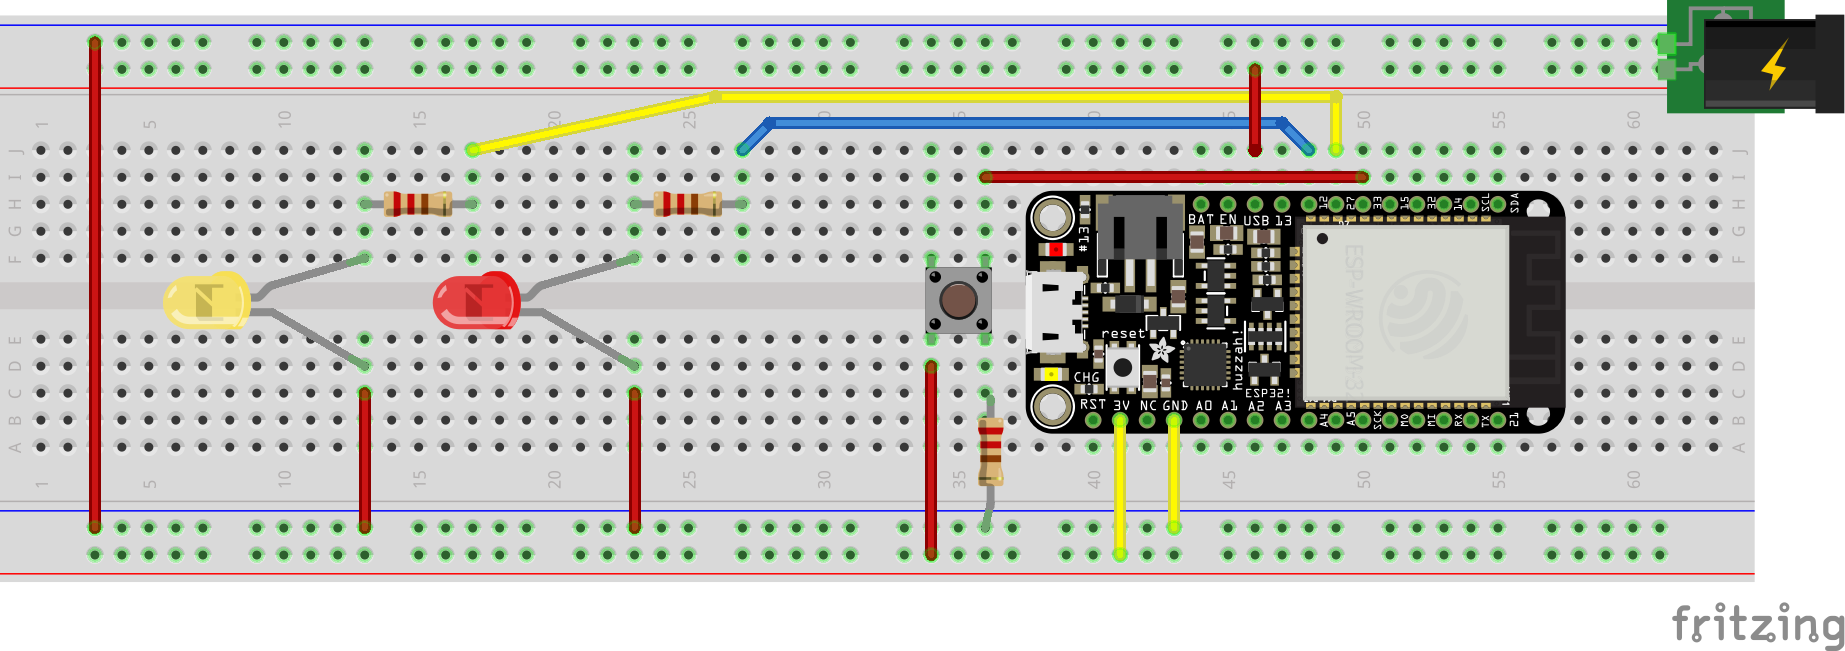 1 5 10 15 20 25 5 40 45 50 55 60
J J
I I
H H
G G
F F
E E
D D
C C
B B
A A
1 5 10 15 20 25 30 35 40 45 50 55 60
BAT EN USB 13 12 27 33 15 32 14 SCL SDA
#13
ESP-WROOM-3
reset
huzzah!
CHG
ESP32!
RST 3V NC GND A0 A1 A2 A3 A4 A5 SCK MO MI RX TX 21
fritzing